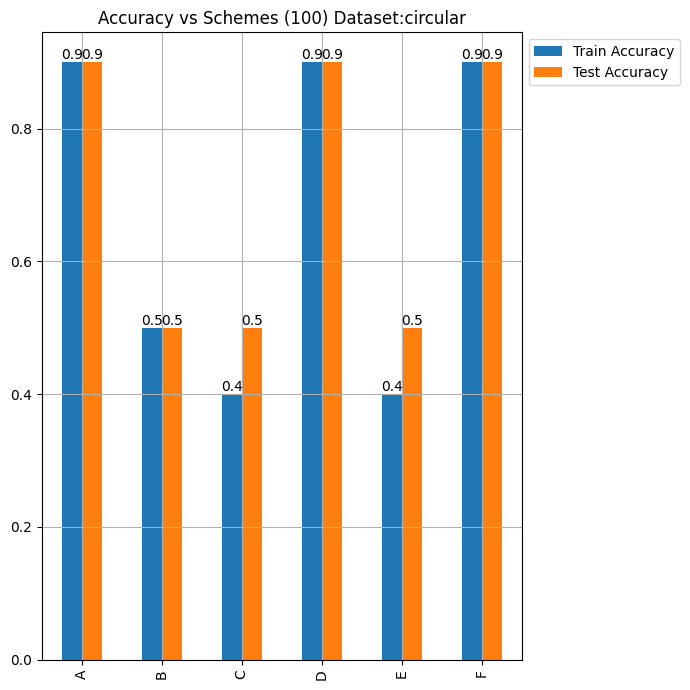 Accuracy vs Schemes (100) Dataset:circular
Train Accuracy
Test Accuracy
0.9 0.9 0.9 0.9 0.9 0.9
0.8
0.6
0.5 0.5 0.5 0.5
0.4 0.4 0.4
0.2
0.0
A B C D E F